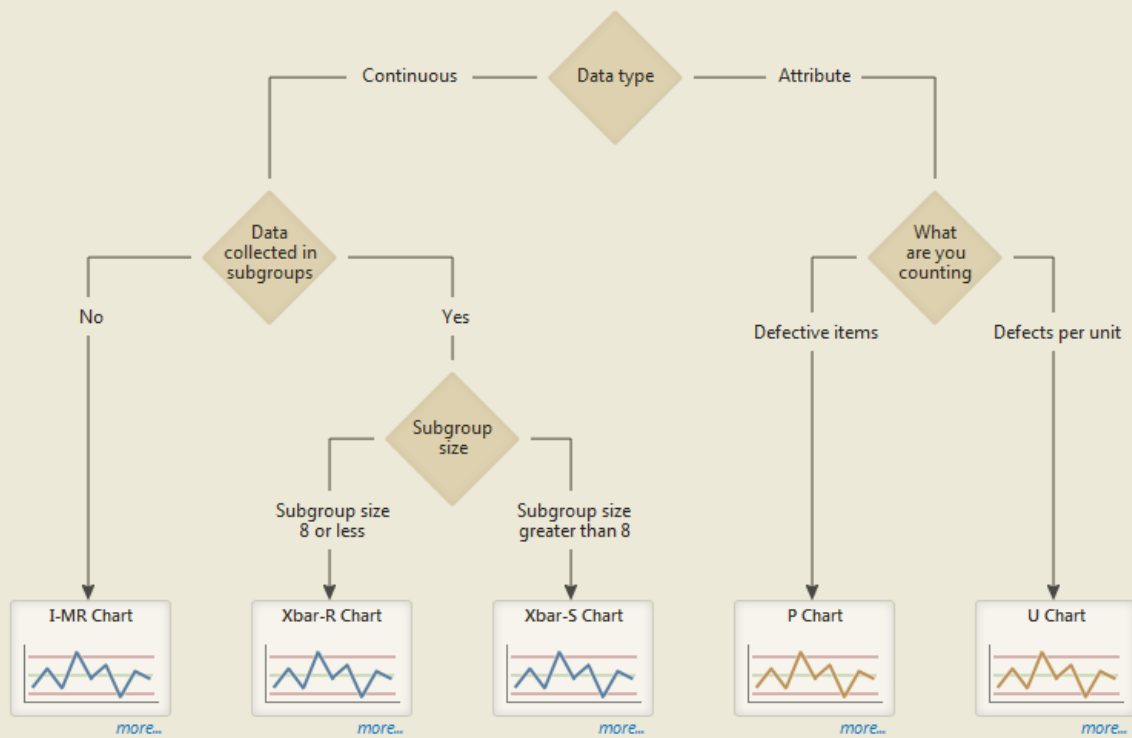 Data type
Continuous
Attribute
Data
collected in
subgroups
What
are you
counting
No
Yes
Defective items
Defects per unit
Subgroup
size
Subgroup size
8 or less
Subgroup size
greater than 8
I-MR Chart
Xbar-R Chart
Xbar-S Chart
P Chart
U Chart
more...
more...
more...
more...
more...